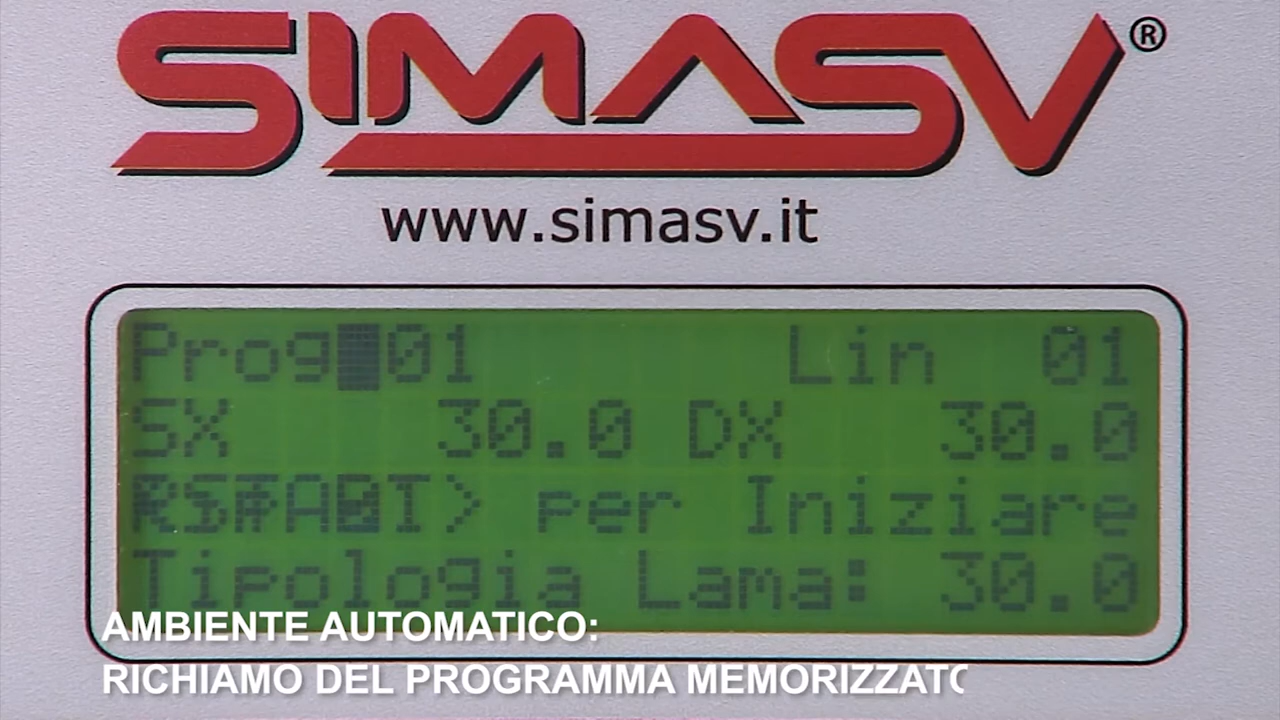 SIMASV®
www.simasv.it
Prog 01 Lin 01
SX 30.0 DX 30.0
per Iniziare
Tipologia Lama: 30.0
AMBIENTE AUTOMATICO:
RICHIAMO DEL PROGRAMMA MEMORIZZATO